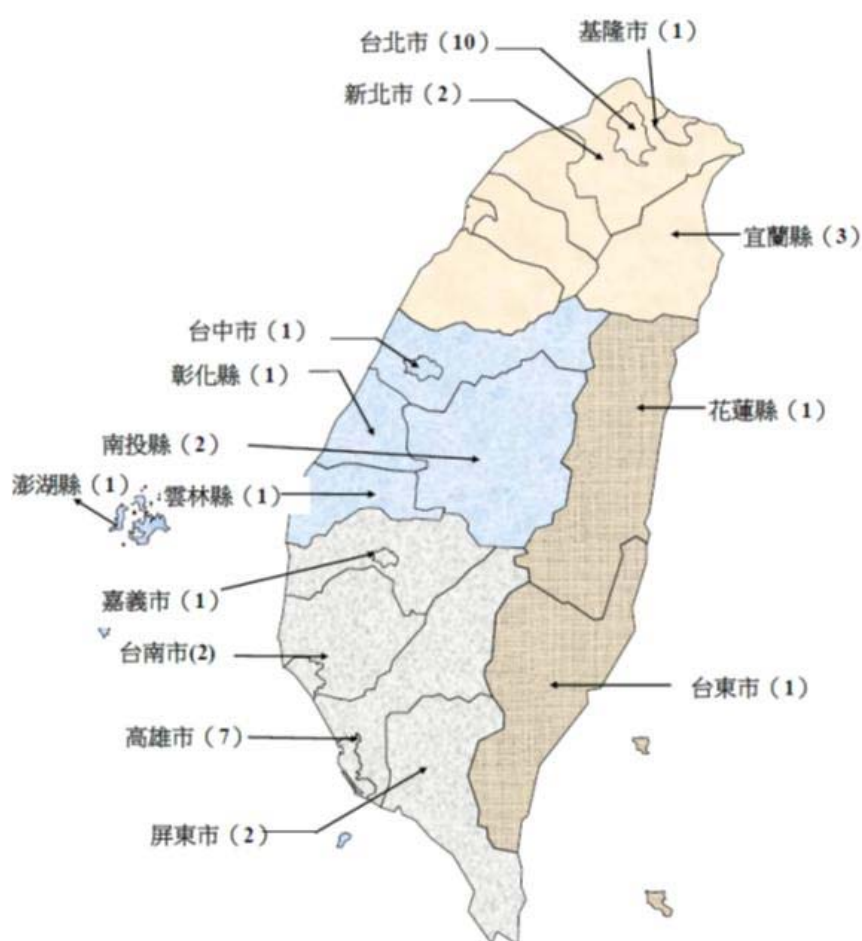 基隆市（1）
台北市（10）
新北市（2）
宜蘭縣（3）
台中市（1）
彰化縣（1）
花蓮縣（1）
南投縣（2）
澎湖縣（1）
雲林縣（1）
嘉義市（1）
台南市(2)
台東市（1）
高雄市（7）
屏東市（2）